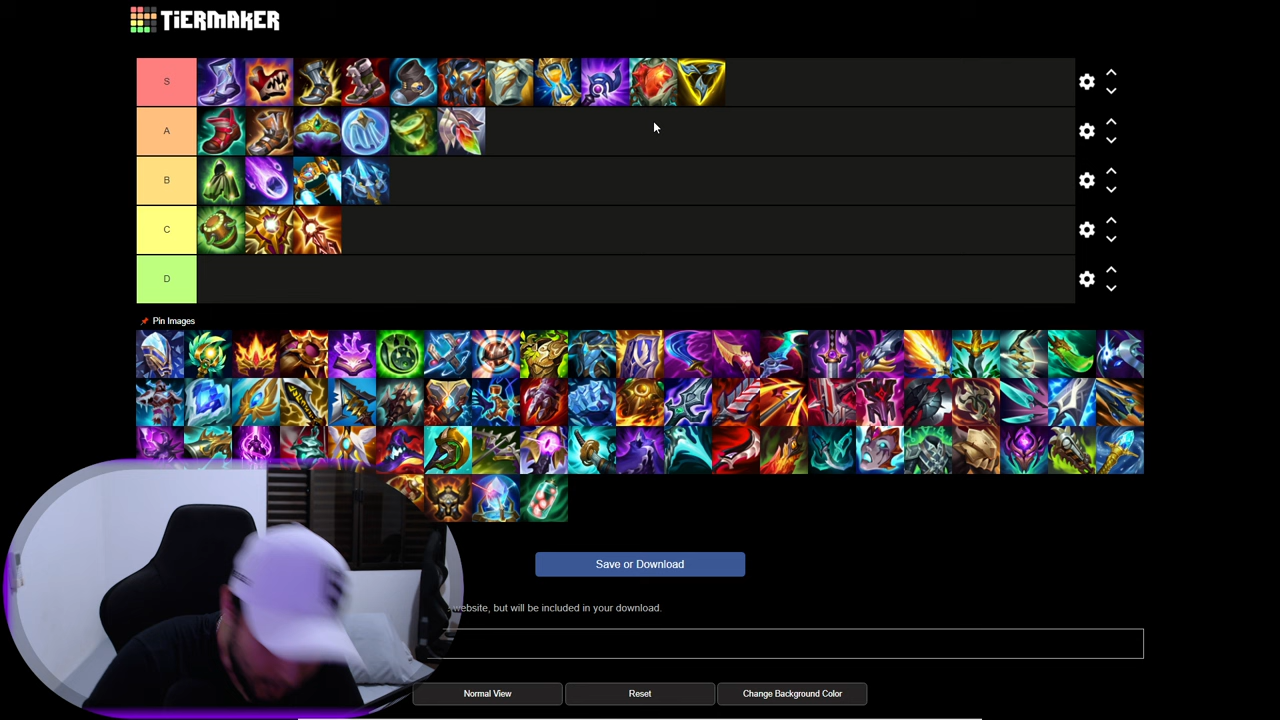 TiERMAKER
S
A
B
C
D
Pin Images
Save or Download
website, but will be included in your download.
Normal View
Reset
Change Background Color